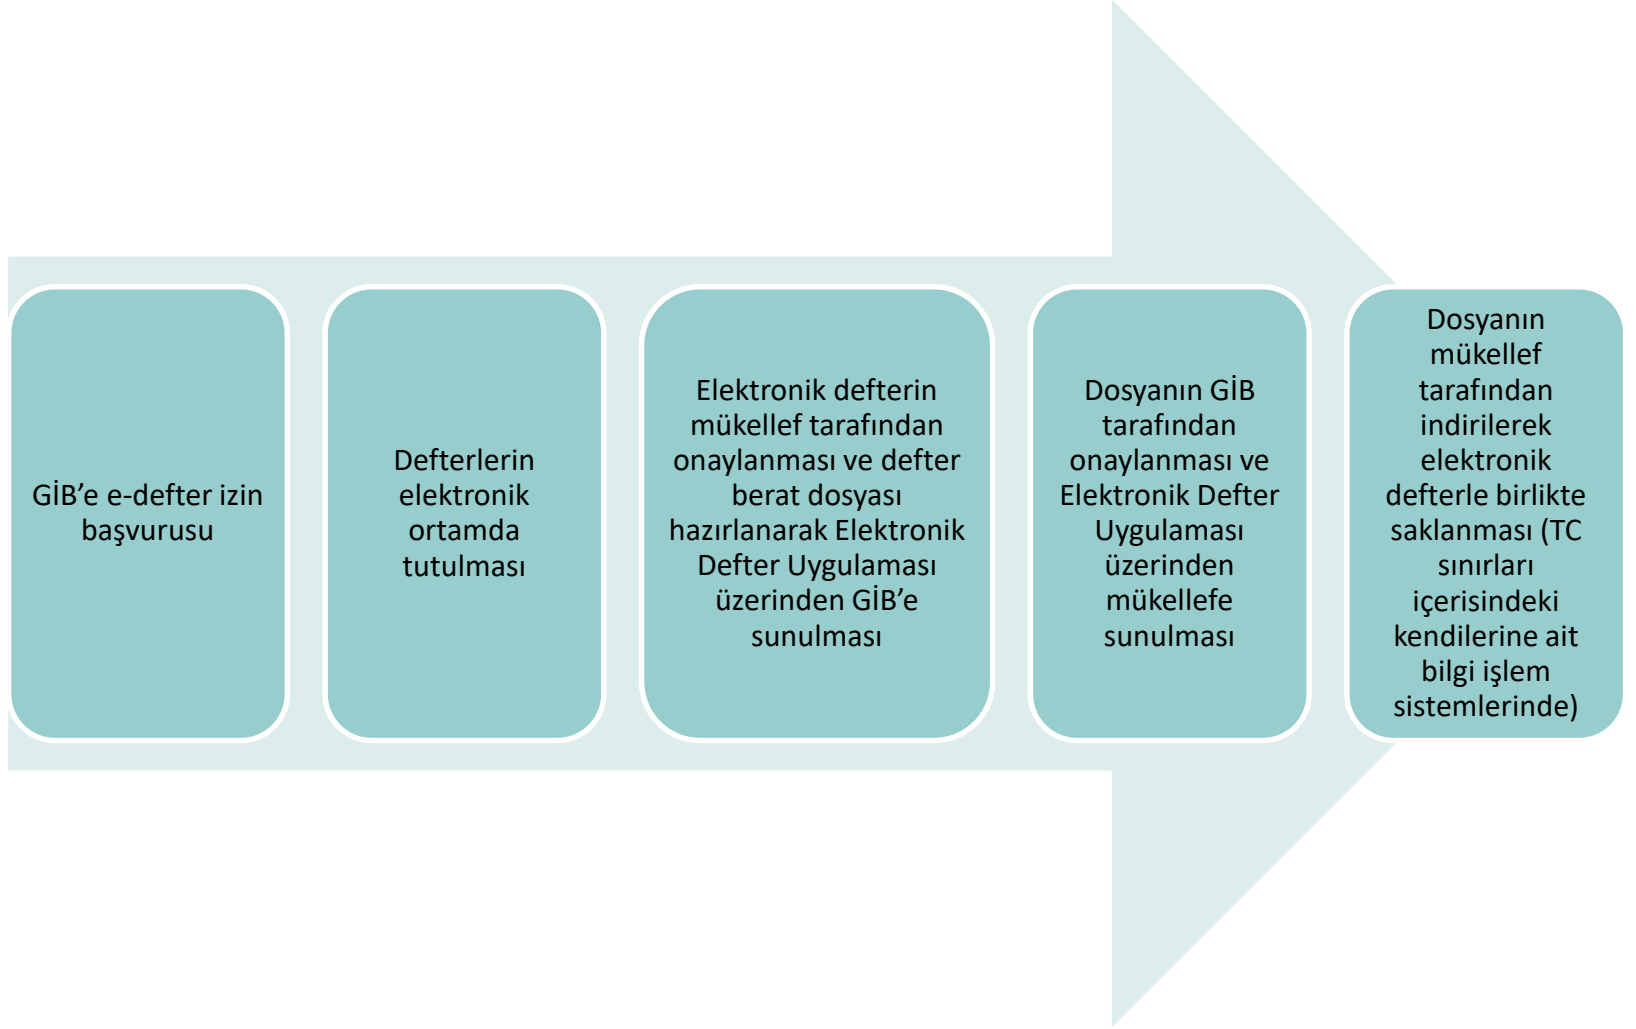 GİB’e e-defter izin
başvurusu
Defterlerin
elektronik
ortamda
tutulması
Elektronik defterin
mükellef tarafından
onaylanması ve defter
berat dosyası
hazırlanarak Elektronik
Defter Uygulaması
üzerinden GİB’e
sunulması
Dosyanın GİB
tarafından
onaylanması ve
Elektronik Defter
Uygulaması
üzerinden
mükellefe
sunulması
Dosyanın
mükellef
tarafından
indirilerek
elektronik
defterle birlikte
saklanması (TC
sınırları
içerisindeki
kendilerine ait
bilgi işlem
sistemlerinde)